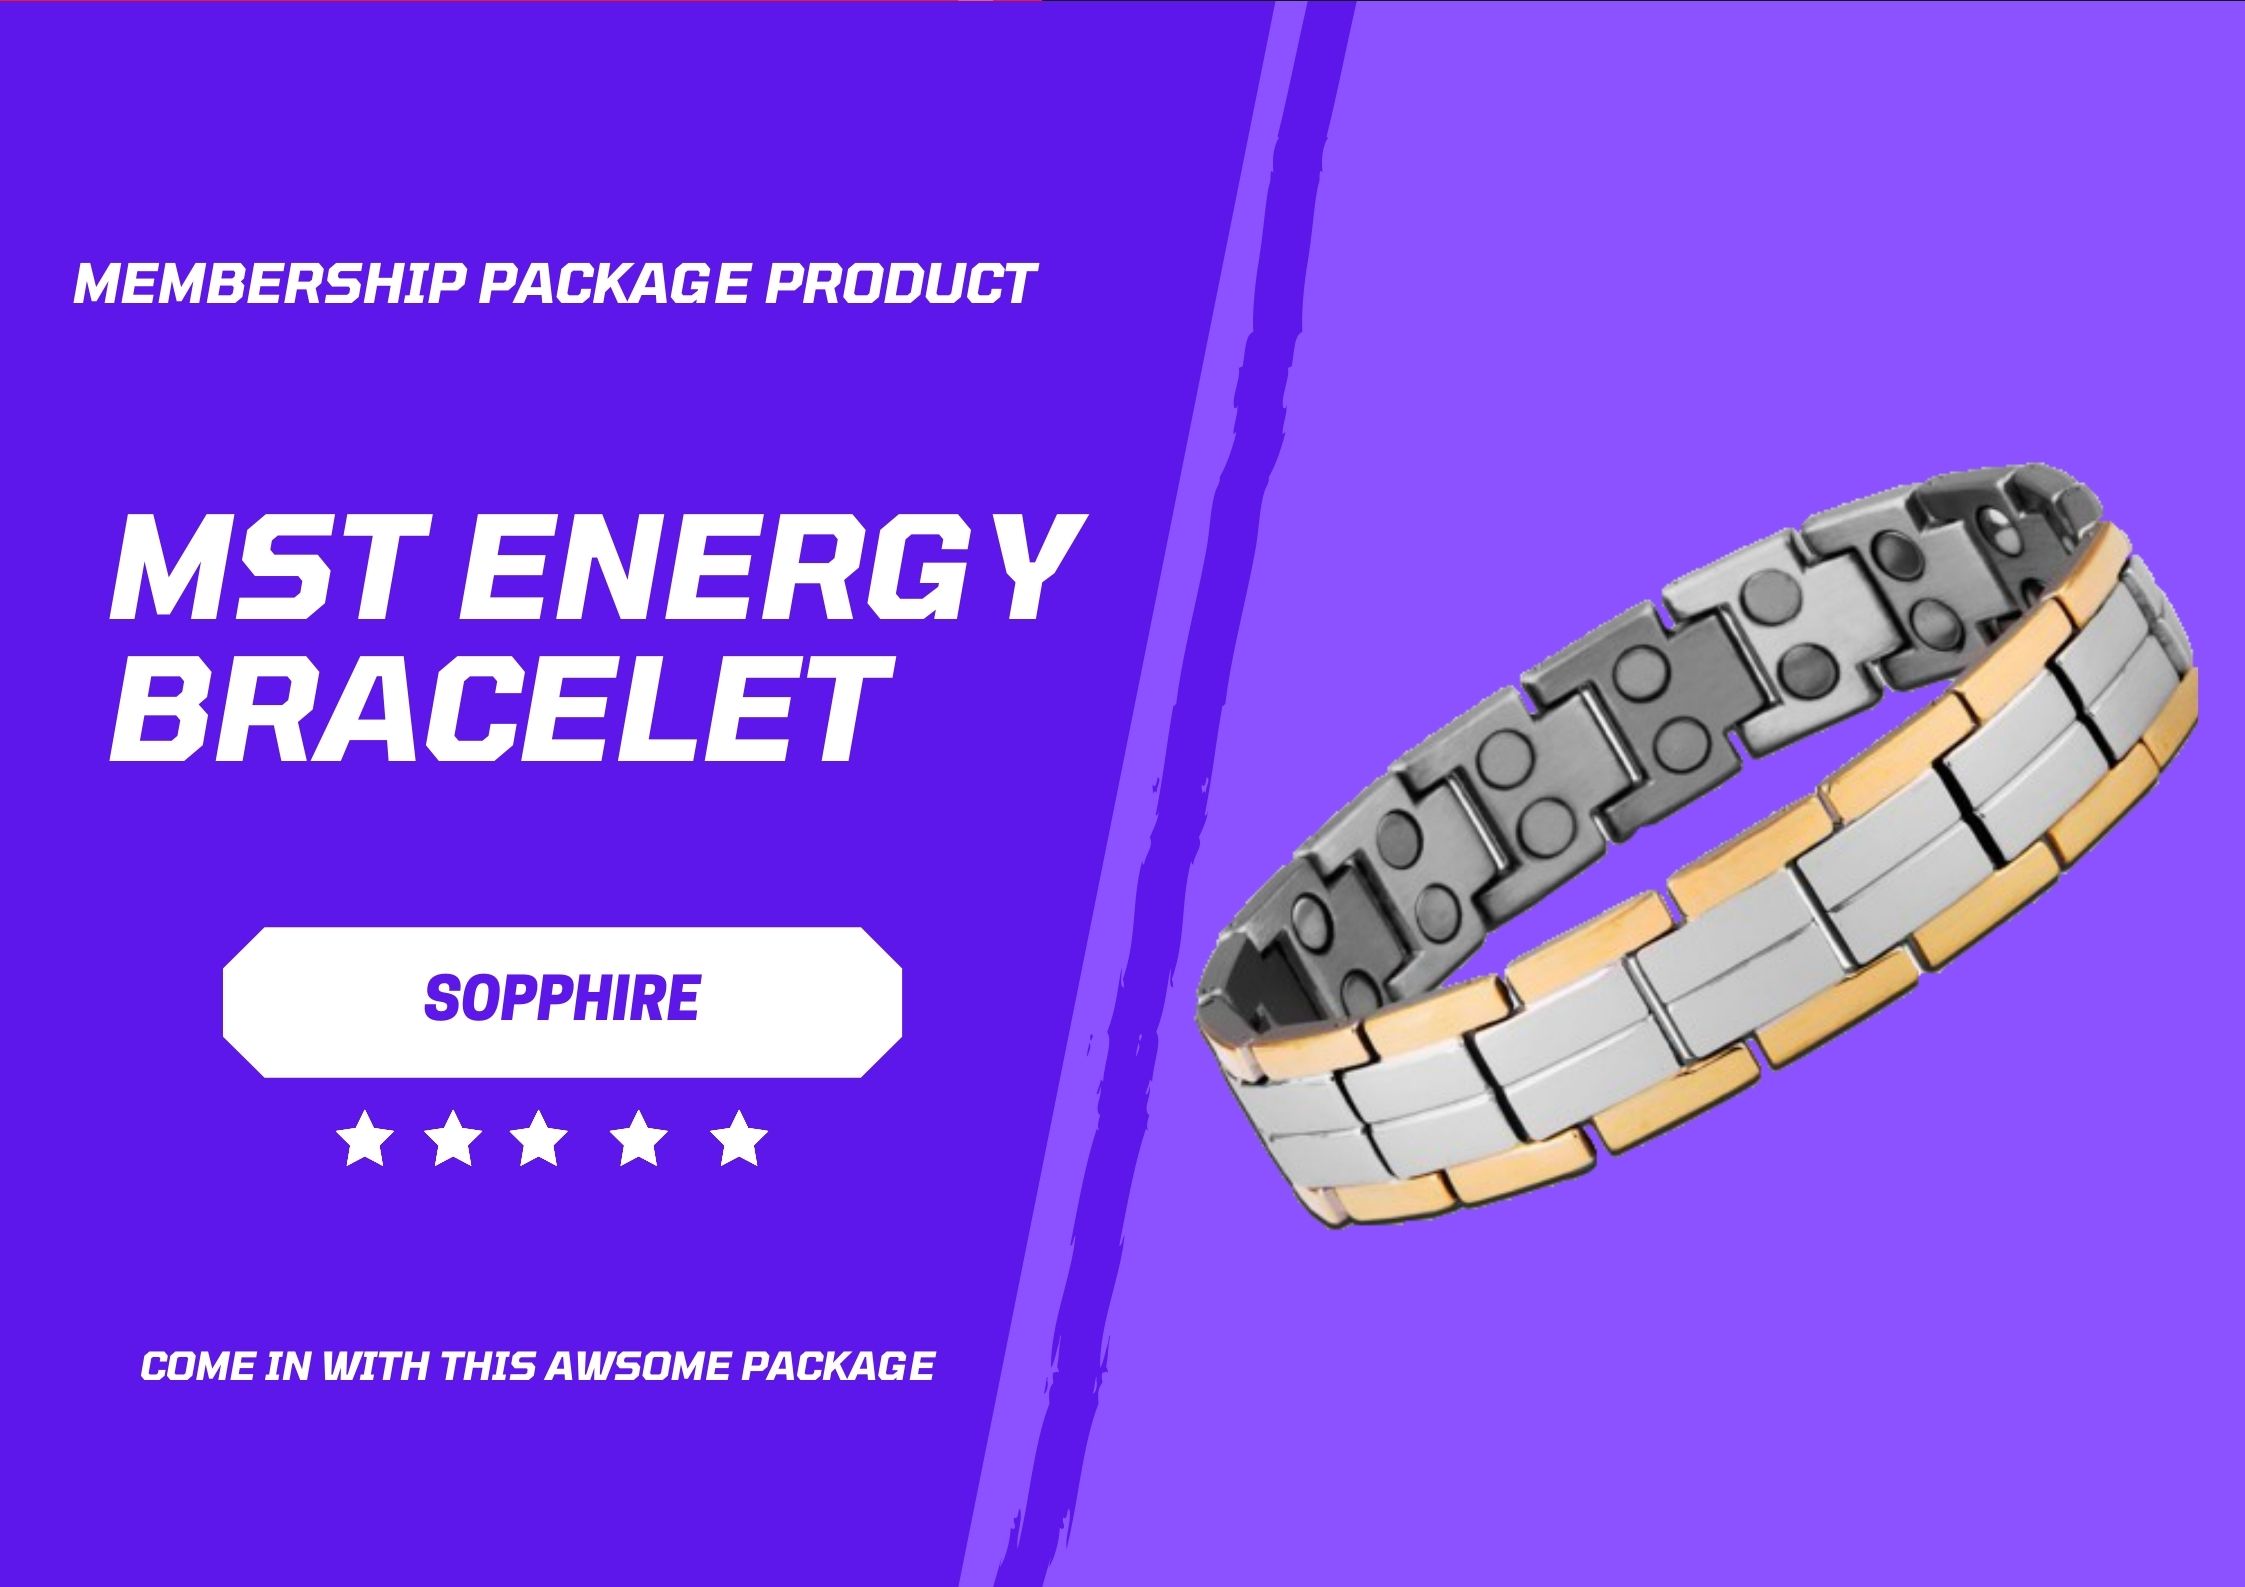 MEMBERSHIP PACKAGE PRODUCT
MST ENERGY
BRACELET
SOPPHIRE
COME IN WITH THIS AWSOME PACKAGE